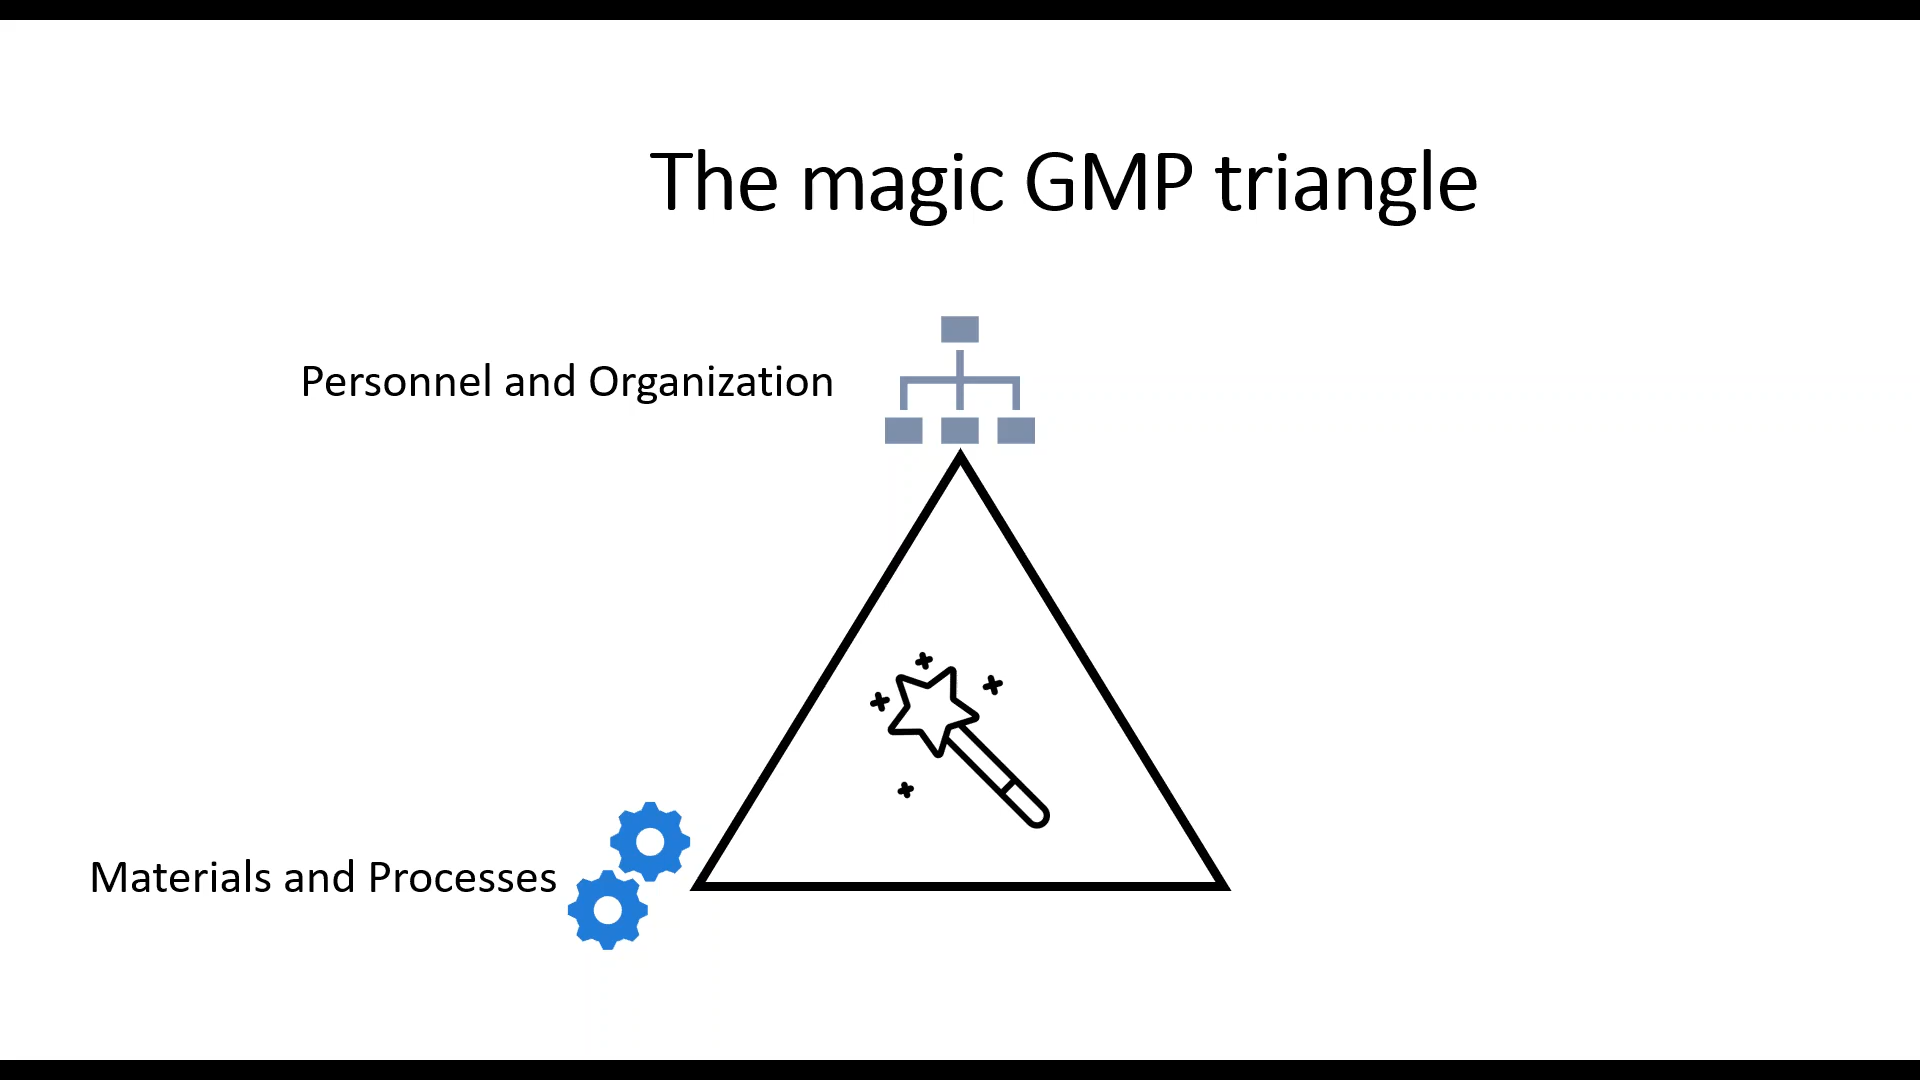 The magic GMP triangle
Personnel and Organization
Materials and Processes